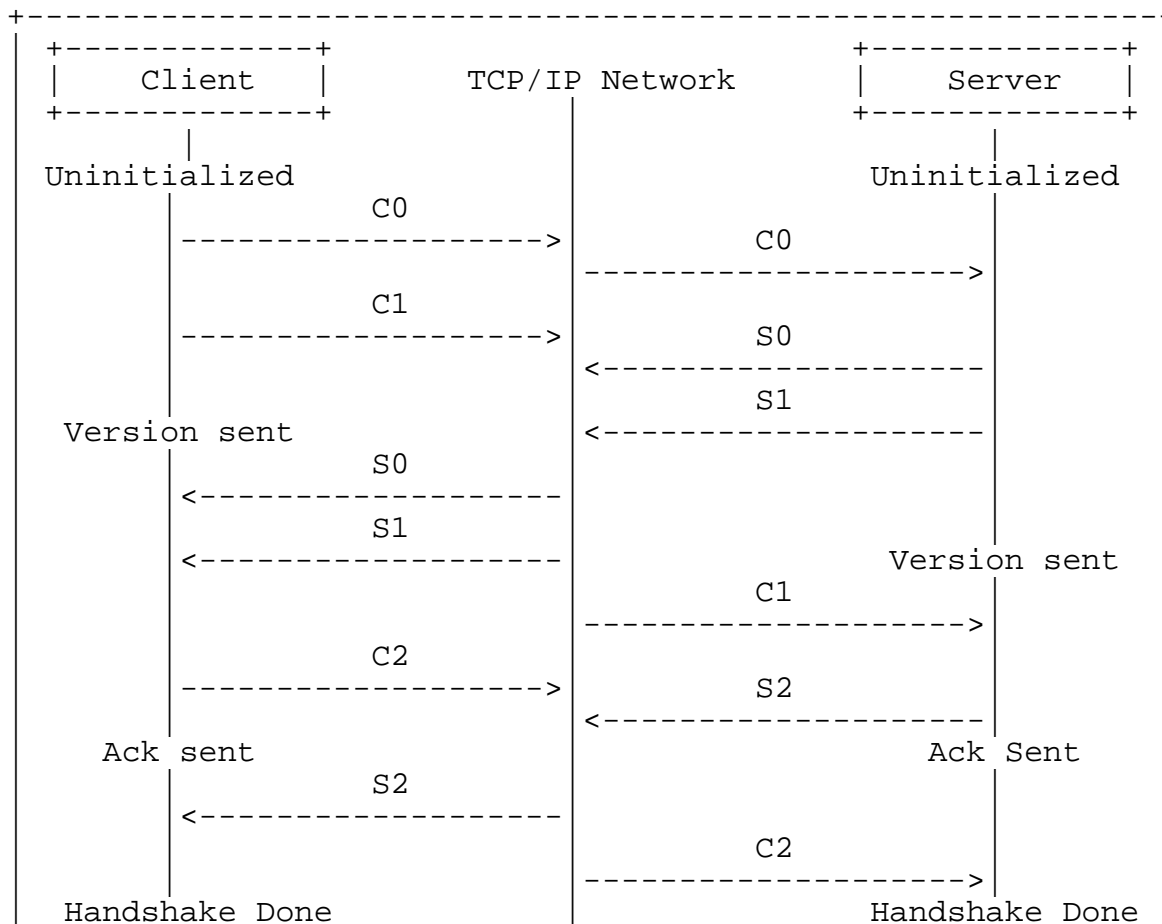 Client TCP/IP Network Server
Uninitialized Uninitialized
C0
C0
C1
S0
S1
Version sent
S0
S1
Version sent
C1
C2
S2
Ack sent Ack Sent
S2
C2
Handshake Done Handshake Done